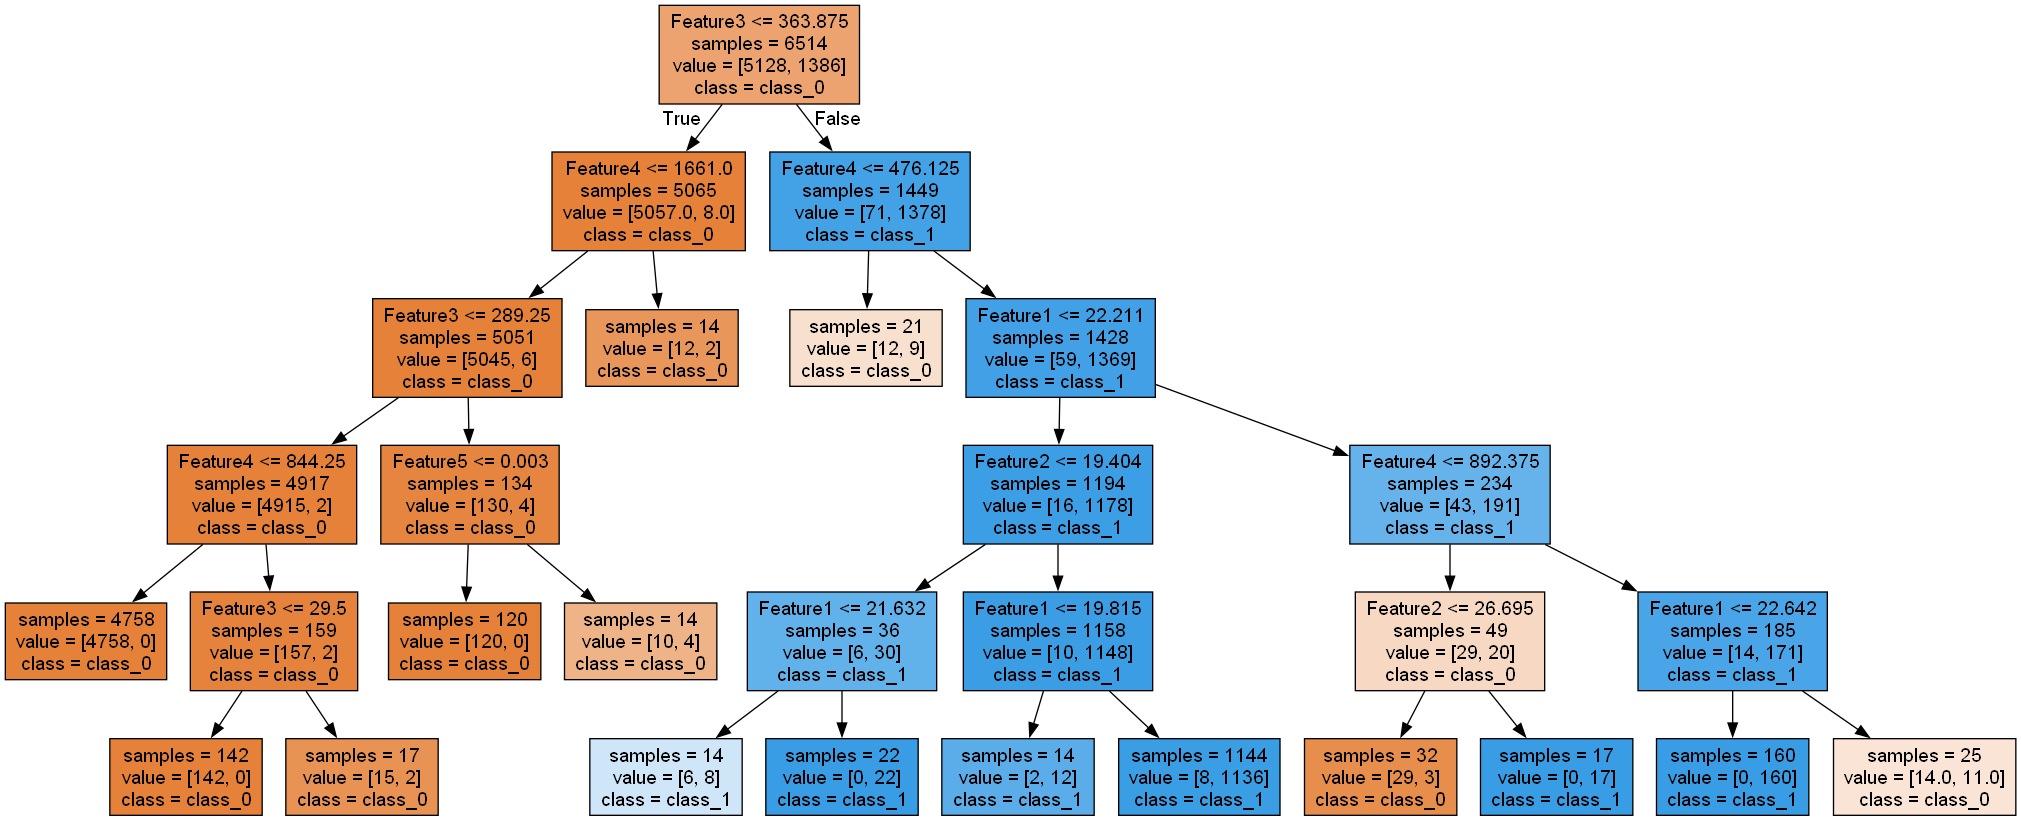 Feature3 <= 363.875
samples = 6514
value = [5128, 1386]
class = class_0
True
False
Feature4 <= 1661.0
samples = 5065
value = [5057.0, 8.0]
class = class_0
Feature4 <= 476.125
samples = 1449
value = [71, 1378]
class = class_1
Feature3 <= 289.25
samples = 5051
value = [5045, 6]
class = class_0
samples = 14
value = [12, 2]
class = class_0
samples = 21
value = [12, 9]
class = class_0
Feature1 <= 22.211
samples = 1428
value = [59, 1369]
class = class_1
Feature4 <= 844.25
samples = 4917
value = [4915, 2]
class = class_0
Feature5 <= 0.003
samples = 134
value = [130, 4]
class = class_0
Feature2 <= 19.404
samples = 1194
value = [16, 1178]
class = class_1
Feature4 <= 892.375
samples = 234
value = [43, 191]
class = class_1
samples = 4758
value = [4758, 0]
class = class_0
Feature3 <= 29.5
samples = 159
value = [157, 2]
class = class_0
samples = 120
value = [120, 0]
class = class_0
samples = 14
value = [10, 4]
class = class_0
Feature1 <= 21.632
samples = 36
value = [6, 30]
class = class_1
Feature1 <= 19.815
samples = 1158
value = [10, 1148]
class = class_1
Feature2 <= 26.695
samples = 49
value = [29, 20]
class = class_0
Feature1 <= 22.642
samples = 185
value = [14, 171]
class = class_1
samples = 142
value = [142, 0]
class = class_0
samples = 17
value = [15, 2]
class = class_0
samples = 14
value = [6, 8]
class = class_1
samples = 22
value = [0, 22]
class = class_1
samples = 14
value = [2, 12]
class = class_1
samples = 1144
value = [8, 1136]
class = class_1
samples = 32
value = [29, 3]
class = class_0
samples = 17
value = [0, 17]
class = class_1
samples = 160
value = [0, 160]
class = class_1
samples = 25
value = [14.0, 11.0]
class = class_0